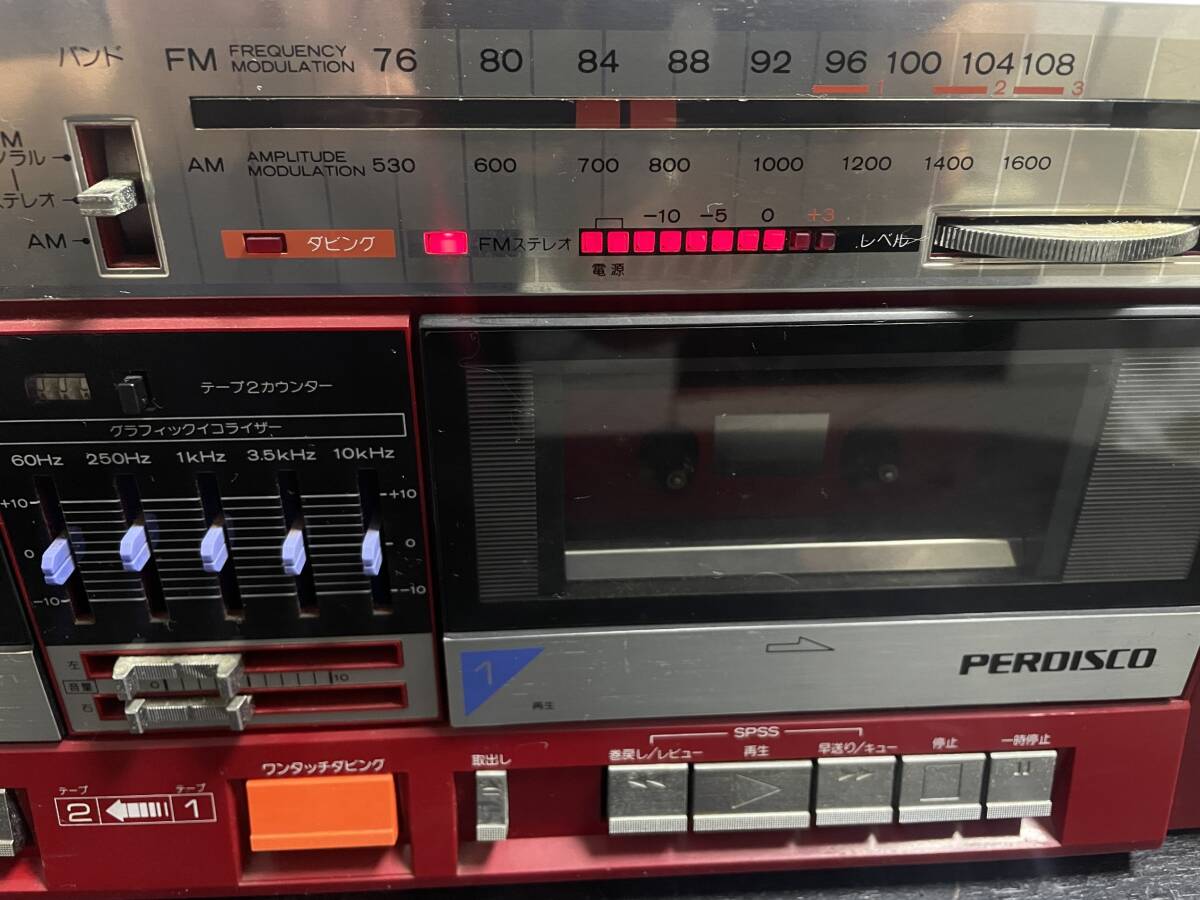 バンド FM FREQUENCY MODULATION 76 80 84 88 92 96 100 104 108
1 2 3
AM AMPLITUDE MODULATION 530 600 700 800 1000 1200 1400 1600
ステレオ
AM
-10 -5 0 +3
ダビング FMステレオ レベル
電源
テープ2カウンター
グラフィックイコライザー
60Hz 250Hz 1kHz 3.5kHz 10kHz
+10 +10
0 0
-10 -10
左
音量 0 10
右
1
再生
PERDISCO
SPSS
ワンタッチダビング 取出し 巻戻し/レビュー 再生 早送り/キュー 停止 一時停止
テープ 2 テープ 1